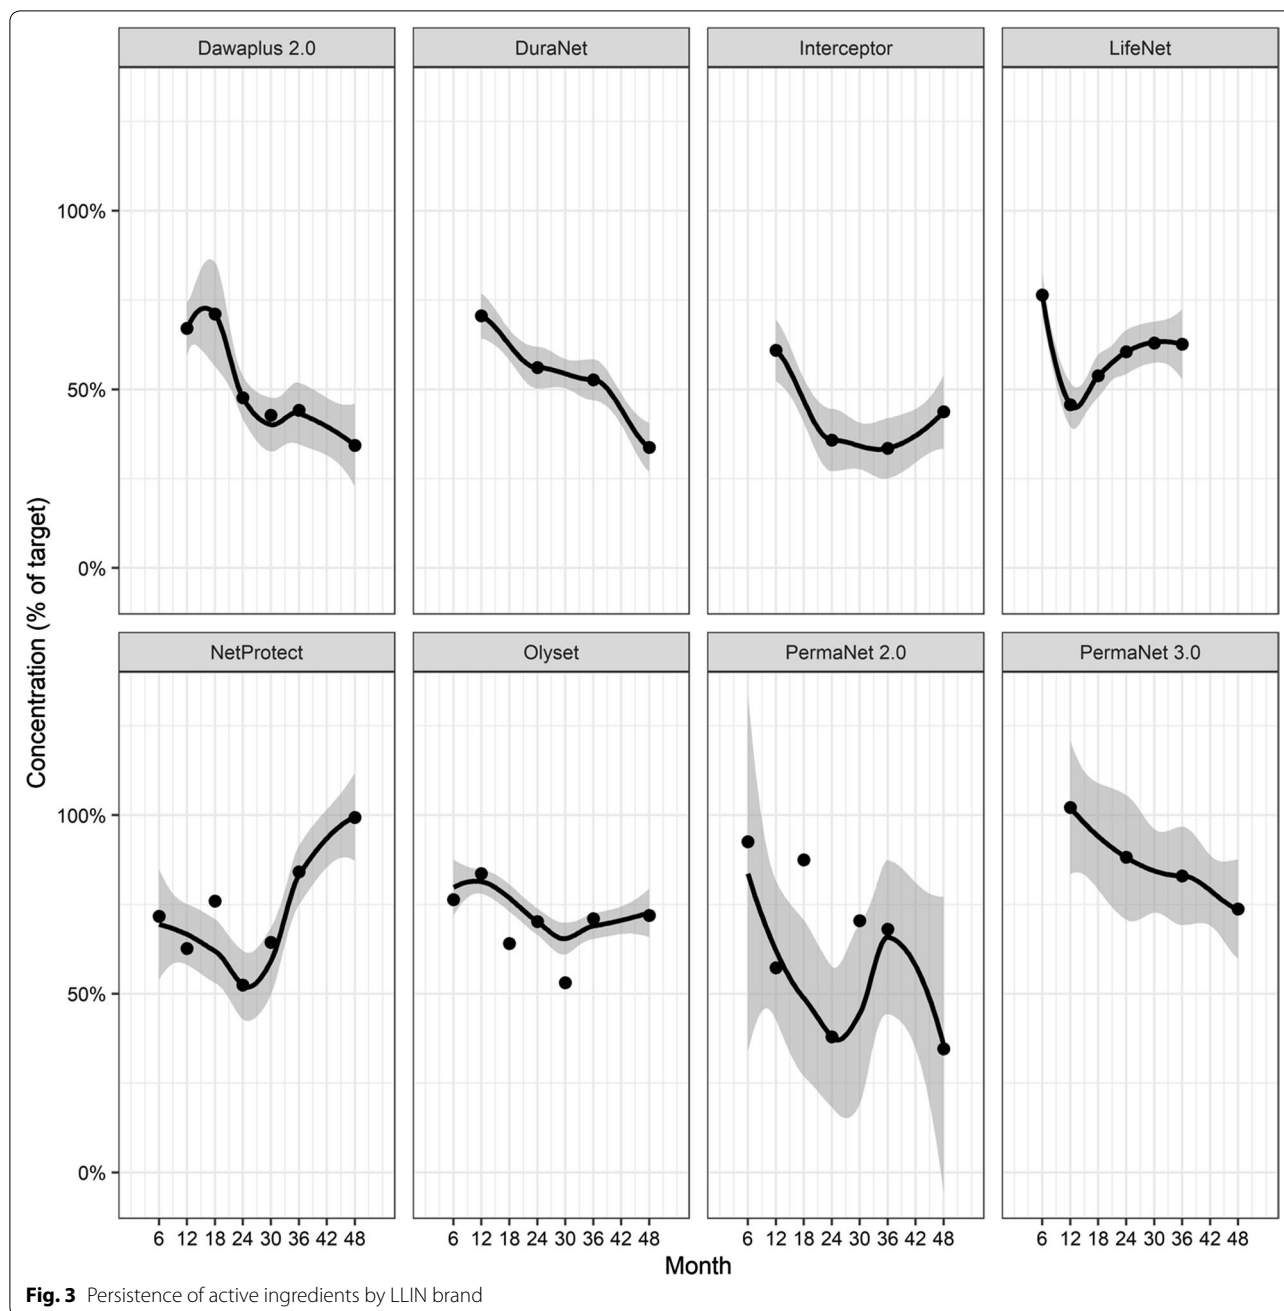 Dawaplus 2.0 DuraNet Interceptor LifeNet
100%
50%
0%
Concentration (% of target)
NetProtect Olyset PermaNet 2.0 PermaNet 3.0
100%
50%
0%
6 12 18 24 30 36 42 48 6 12 18 24 30 36 42 48 6 12 18 24 30 36 42 48 6 12 18 24 30 36 42 48
Month
Fig. 3 Persistence of active ingredients by LLIN brand